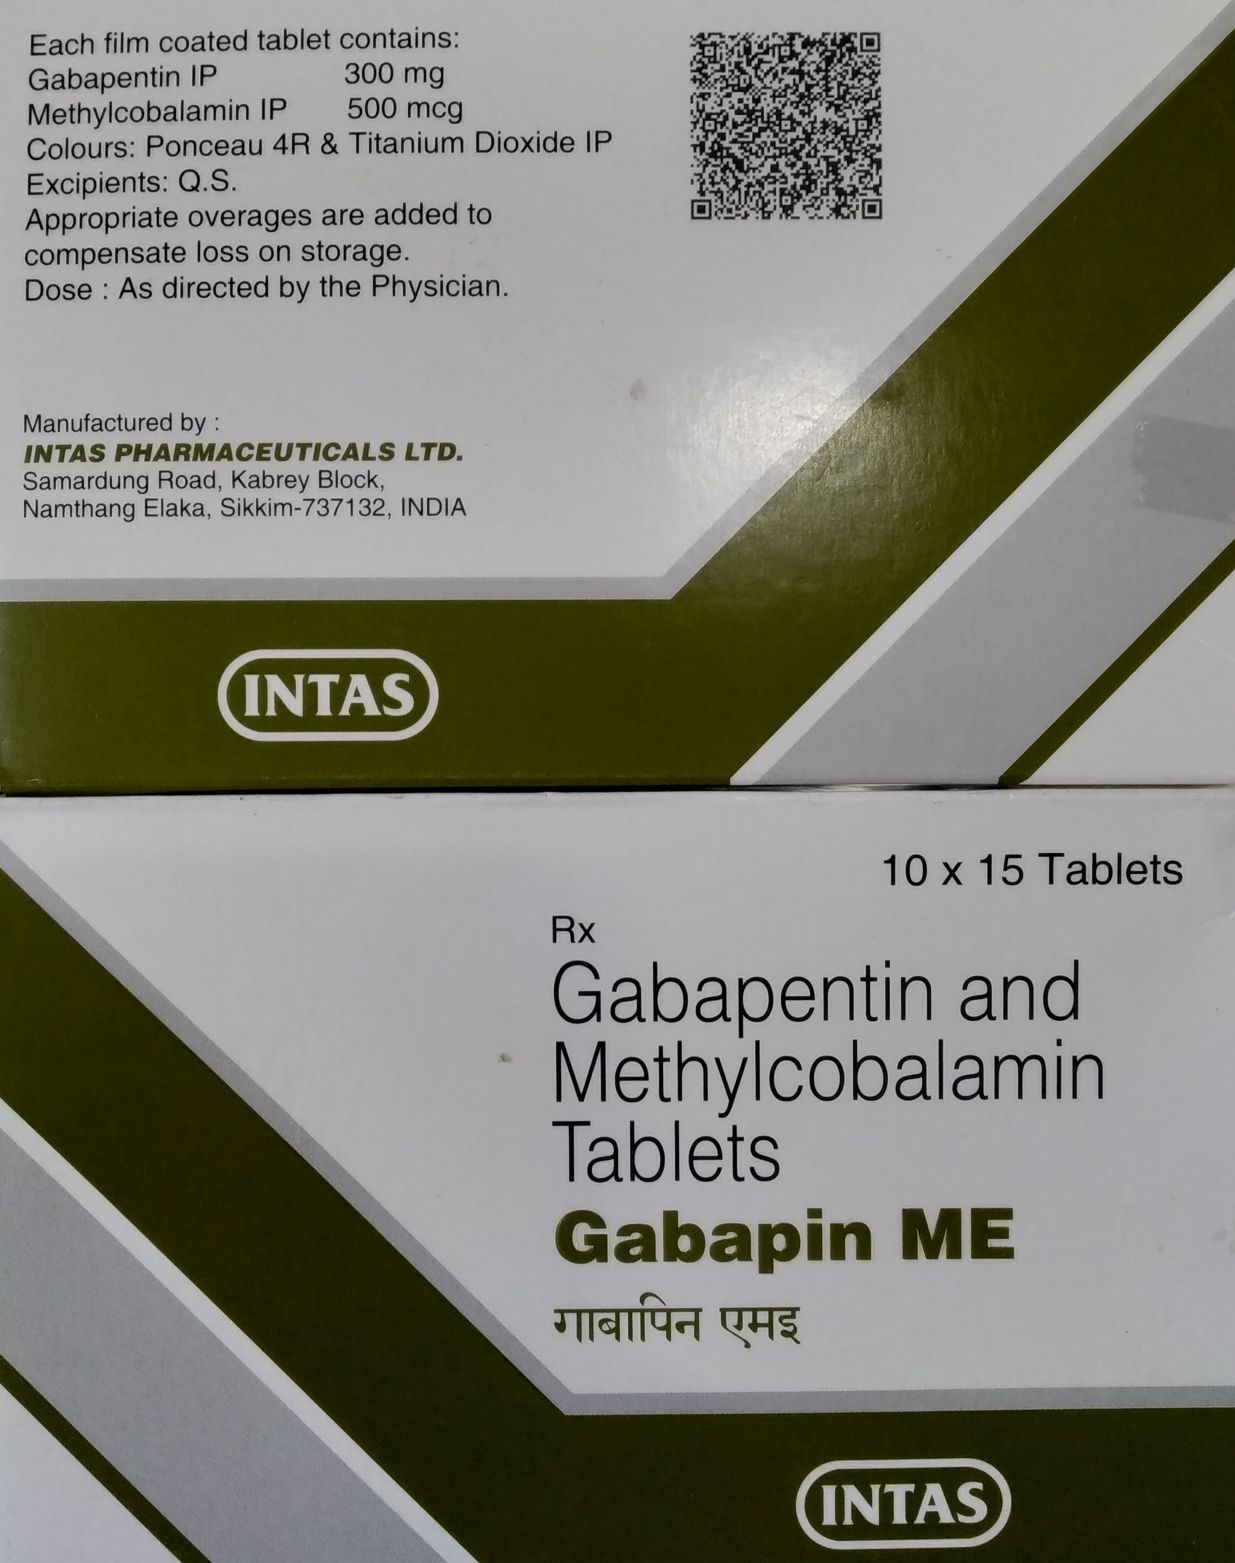 Each film coated tablet contains:
Gabapentin IP 300 mg
Methylcobalamin IP 500 mcg
Colours: Ponceau 4R & Titanium Dioxide IP
Excipients: Q.S.
Appropriate overages are added to
compensate loss on storage.
Dose : As directed by the Physician.
Manufactured by :
INTAS PHARMACEUTICALS LTD.
Samardung Road, Kabrey Block,
Namthang Elaka, Sikkim-737132, INDIA
INTAS
10 x 15 Tablets
Rx
Gabapentin and
Methylcobalamin
Tablets
Gabapin ME
गाबापिन एमइ
INTAS